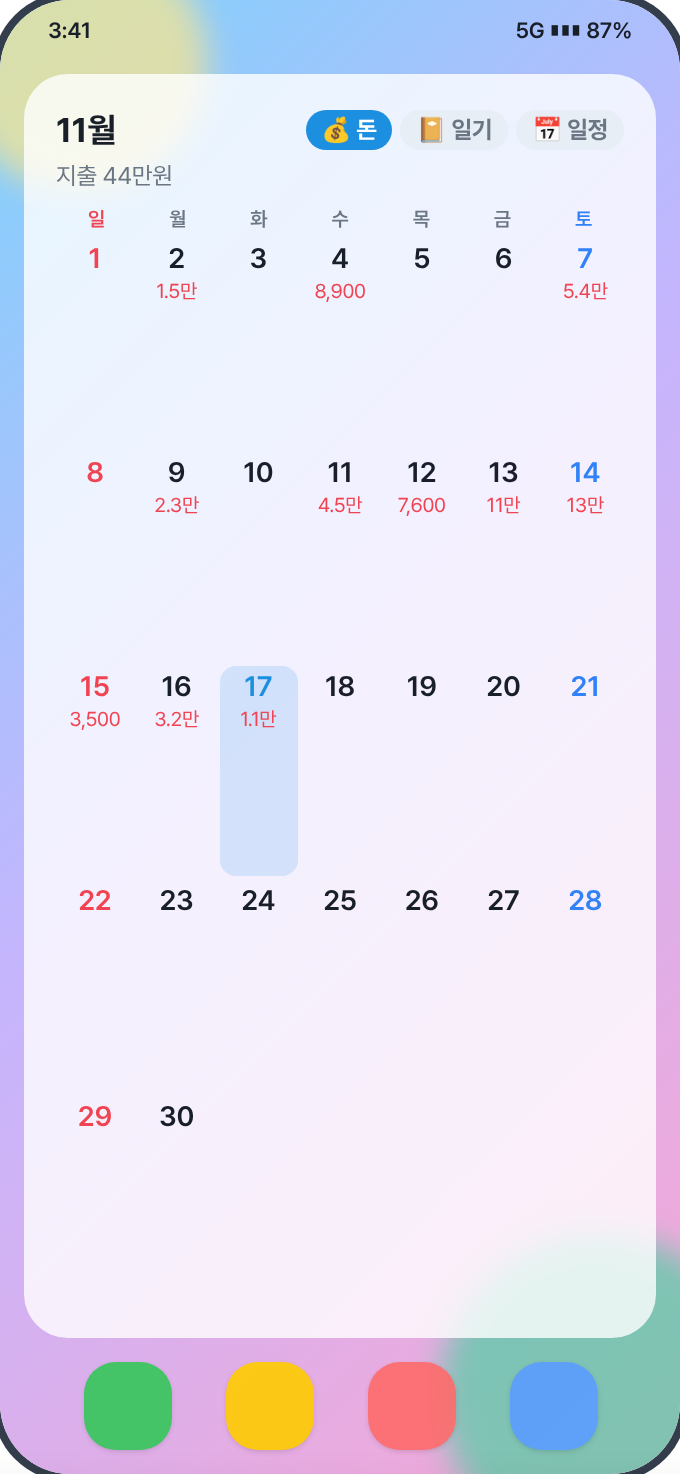 3:41 5G 87%
11월 💰 돈 📔 일기 📅 일정
지출 44만원
일 월 화 수 목 금 토
1 2 3 4 5 6 7
1.5만 8,900 5.4만
8 9 10 11 12 13 14
2.3만 4.5만 7,600 11만 13만
15 16 17 18 19 20 21
3,500 3.2만 1.1만
22 23 24 25 26 27 28
29 30